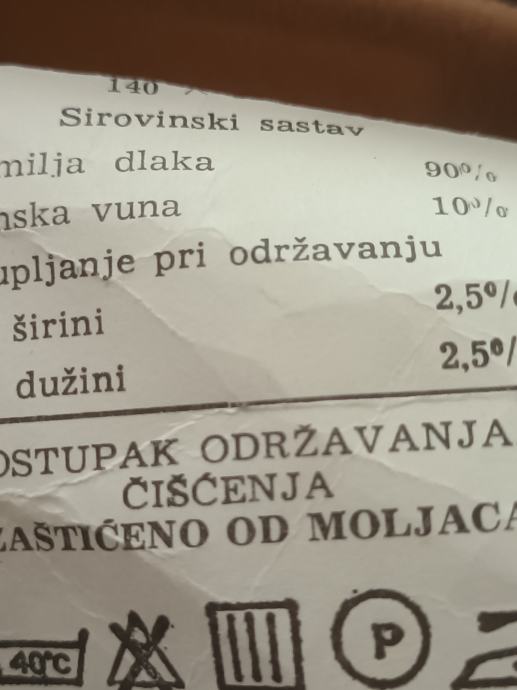 140
Sirovinski sastav
milja dlaka 90%
nska vuna 10%
upljanje pri održavanju
širini 2,5%
dužini 2,5%
OSTUPAK ODRŽAVANJA
ČIŠĆENJA
ZAŠTIĆENO OD MOLJACA
40°C
P